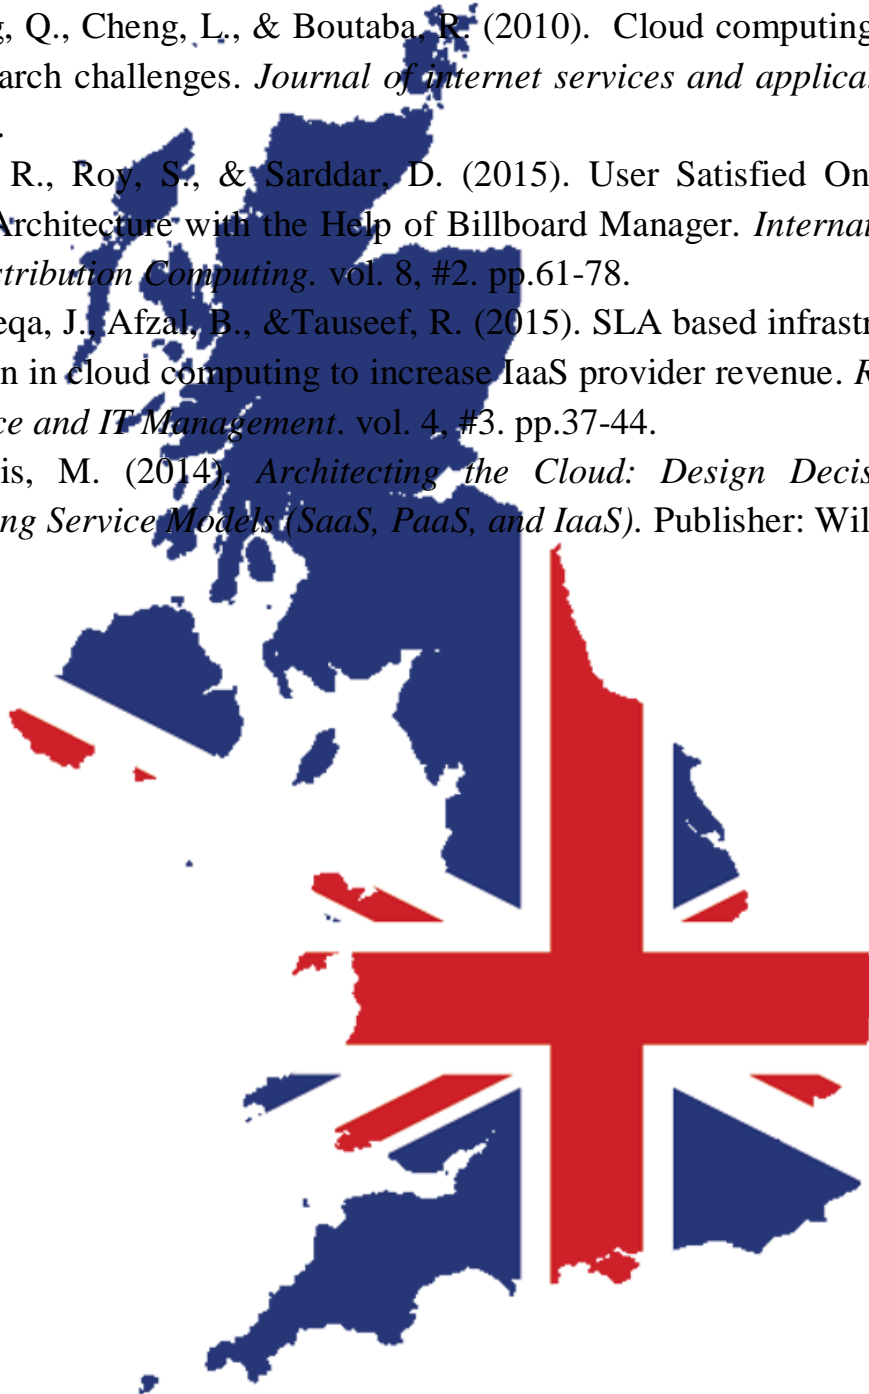 g, Q., Cheng, L., & Boutaba, R. (2010). Cloud computing
arch challenges. Journal of internet services and applica
.
R., Roy, S., & Sarddar, D. (2015). User Satisfied On
Architecture with the Help of Billboard Manager. Internat
stribution Computing. vol. 8, #2. pp.61-78.
eqa, J., Afzal, B., &Tauseef, R. (2015). SLA based infrastr
n in cloud computing to increase IaaS provider revenue. R
ce and IT Management. vol. 4, #3. pp.37-44.
is, M. (2014). Architecting the Cloud: Design Decis
ng Service Models (SaaS, PaaS, and IaaS). Publisher: Wil